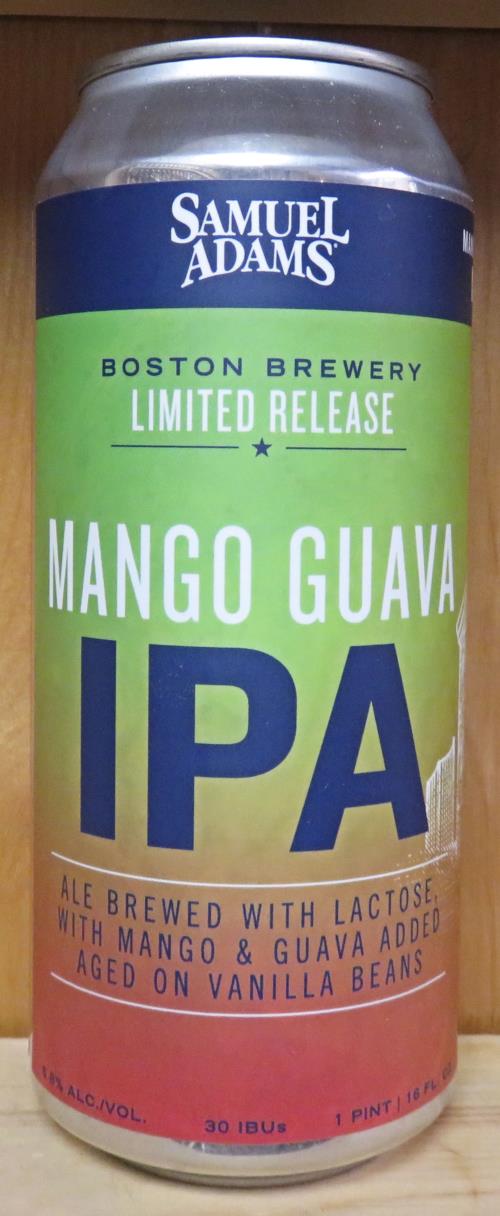 SAMUEL
ADAMS
BOSTON BREWERY
LIMITED RELEASE
MANGO GUAVA
IPA
ALE BREWED WITH LACTOSE,
WITH MANGO & GUAVA ADDED
AGED ON VANILLA BEANS
ALC./VOL.
30 IBUs
1 PINT | 16 FL. OZ.